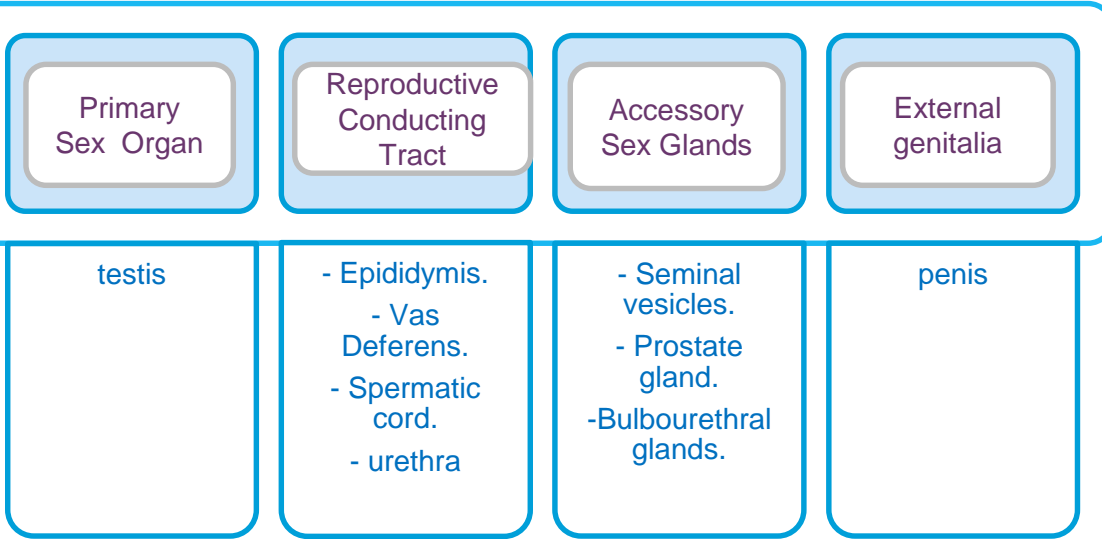 Primary
Sex Organ
Reproductive
Conducting
Tract
Accessory
Sex Glands
External
genitalia
testis
- Epididymis.
- Vas
Deferens.
- Spermatic
cord.
- urethra
- Seminal
vesicles.
- Prostate
gland.
-Bulbourethral
glands.
penis